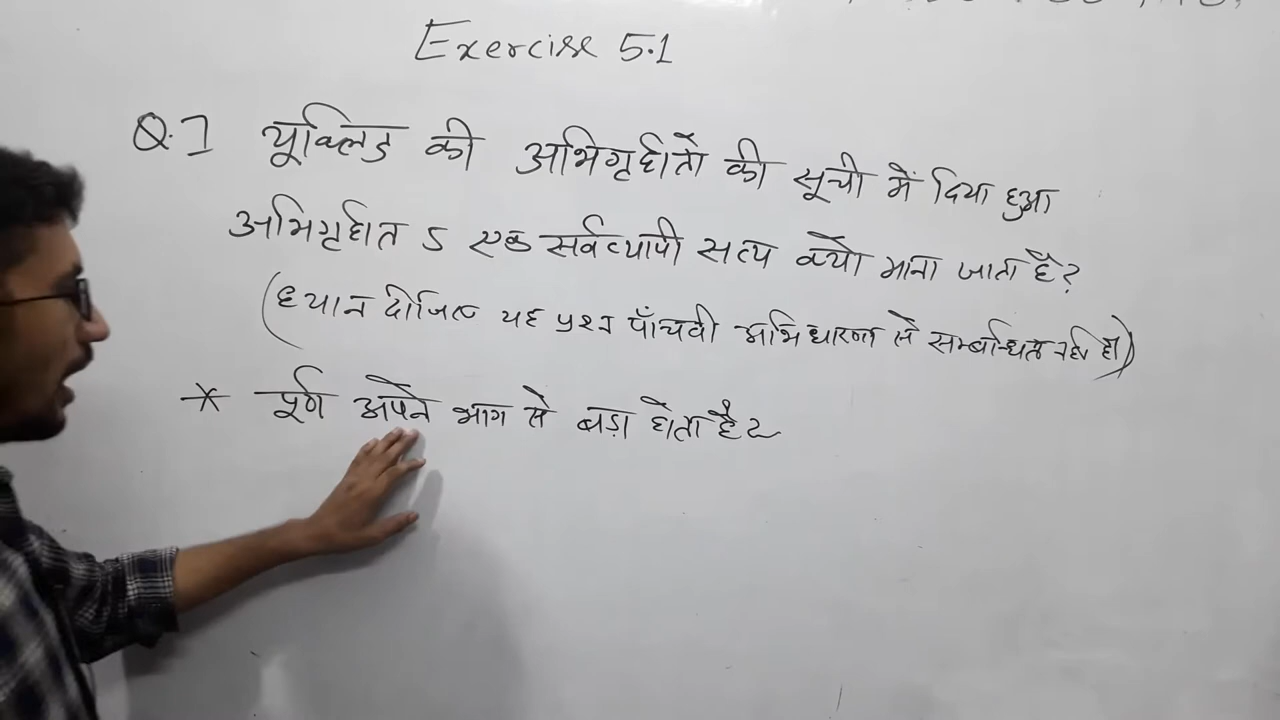 Exercise 5.1
Q.1 यूक्लिड की अभिगृहीतों की सूची में दिया हुआ
अभिगृहीत 5 एक सर्वव्यापी सत्य क्यों माना जाता है?
(ध्यान दीजिए यह प्रश्न पाँचवी अभिधारणा से सम्बन्धित नहीं है)
* पूर्ण अपने भाग से बड़ा होता है